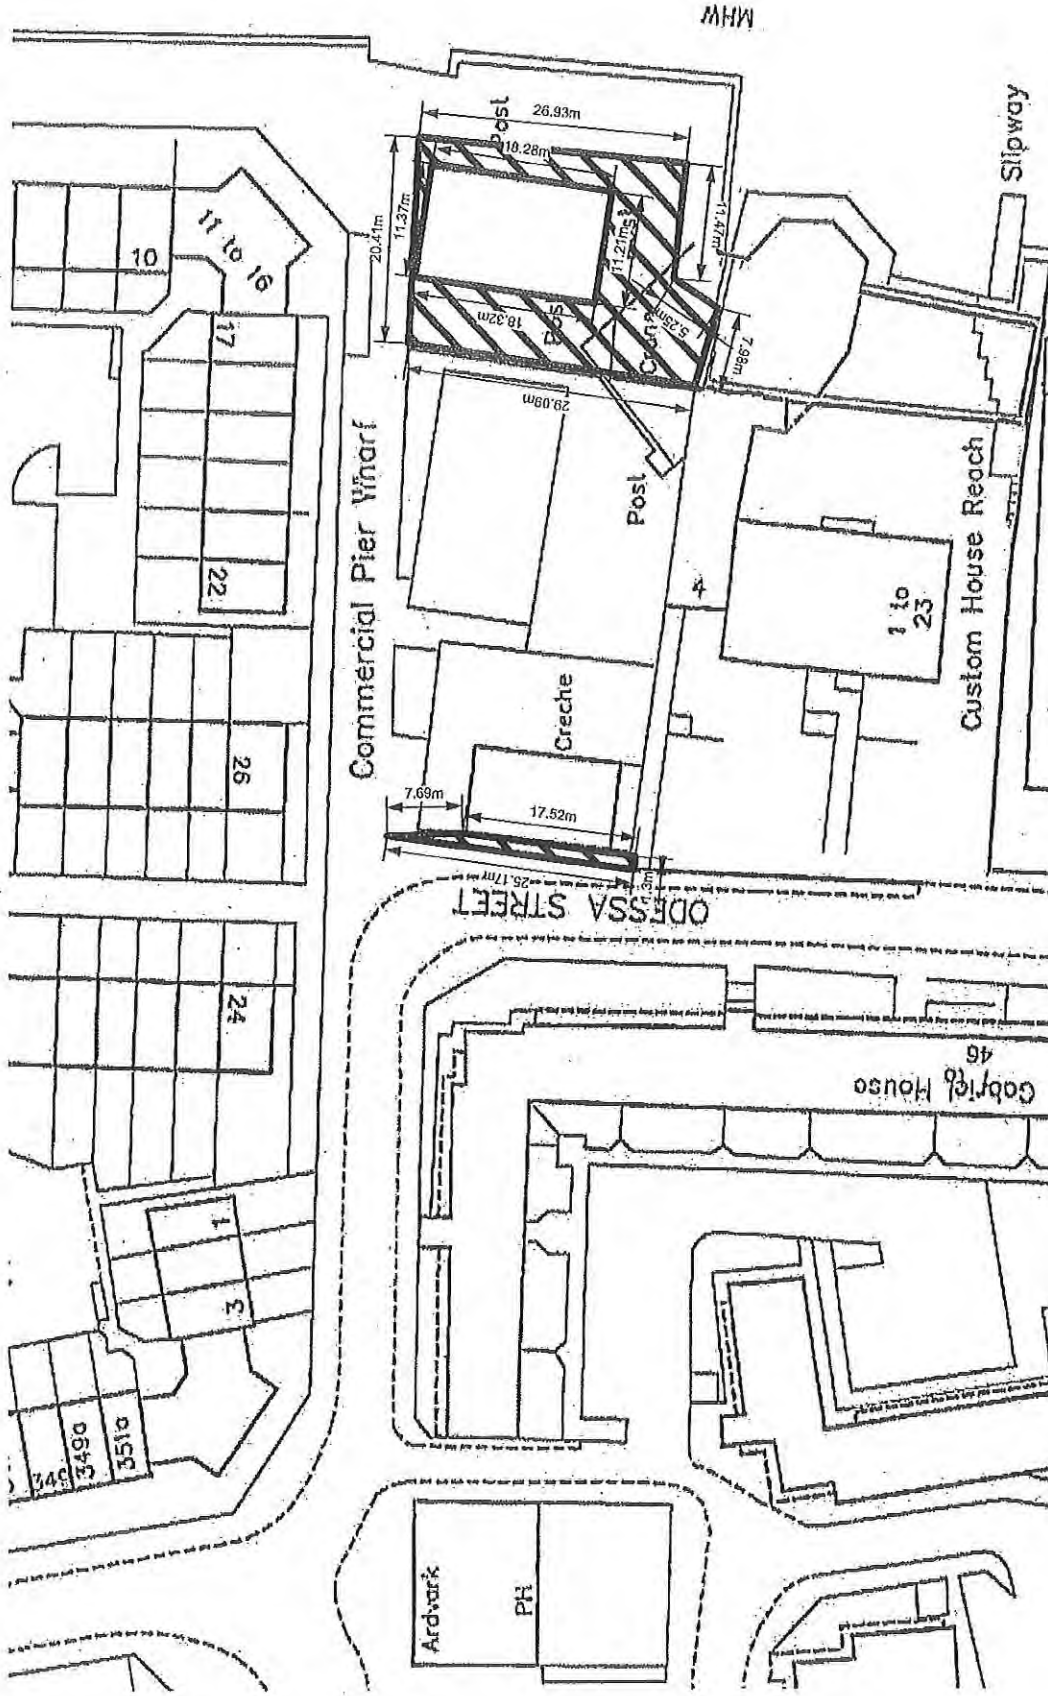 MHW
Slipway
Post
26.93m
18.28m
11.37m
20.41m
11.47m
11.21m
18.32m
5.25m
7.98m
29.09m
10
11 to 16
17
22
Commercial Pier Wharf
Post
4
1 to
23
Custom House Reach
26
Creche
7.69m
17.52m
25.17m
ODESSA STREET
24
46
to
Gabriel House
1
3
349a
351a
Ardvark
PH